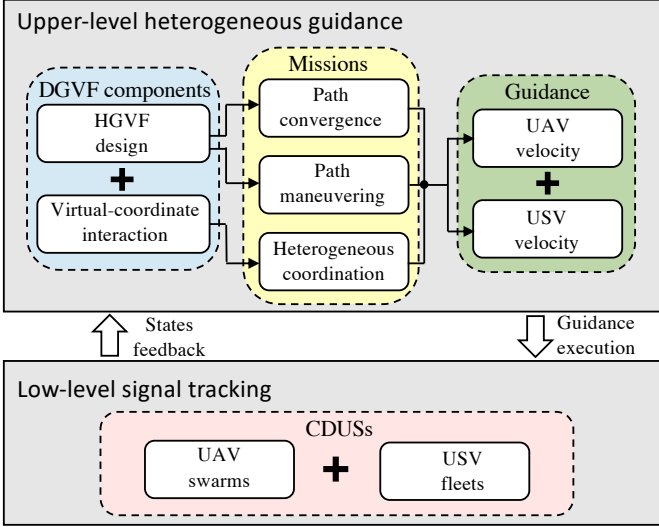 Upper-level heterogeneous guidance
DGVF components
HGVF
design
+
Virtual-coordinate
interaction
Missions
Path
convergence
Path
maneuvering
Heterogeneous
coordination
Guidance
UAV
velocity
+
USV
velocity
States
feedback
Guidance
execution
Low-level signal tracking
CDUSs
UAV
swarms
+
USV
fleets